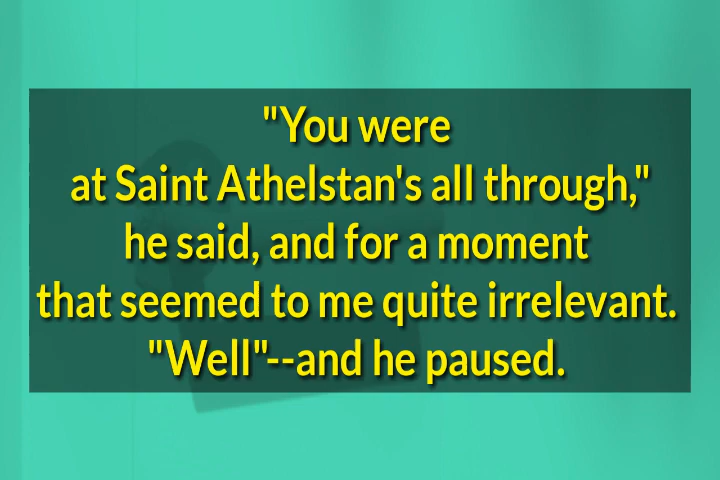 "You were
at Saint Athelstan's all through,"
he said, and for a moment
that seemed to me quite irrelevant.
"Well"--and he paused.